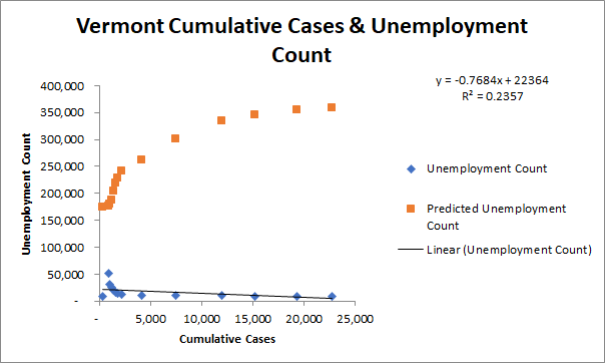 Vermont Cumulative Cases & Unemployment
Count
y = -0.7684x + 22364
R² = 0.2357
400,000
350,000
300,000
250,000
200,000
150,000
100,000
50,000
-
Unemployment Count
- 5,000 10,000 15,000 20,000 25,000
Cumulative Cases
Unemployment Count
Predicted Unemployment
Count
Linear (Unemployment Count)